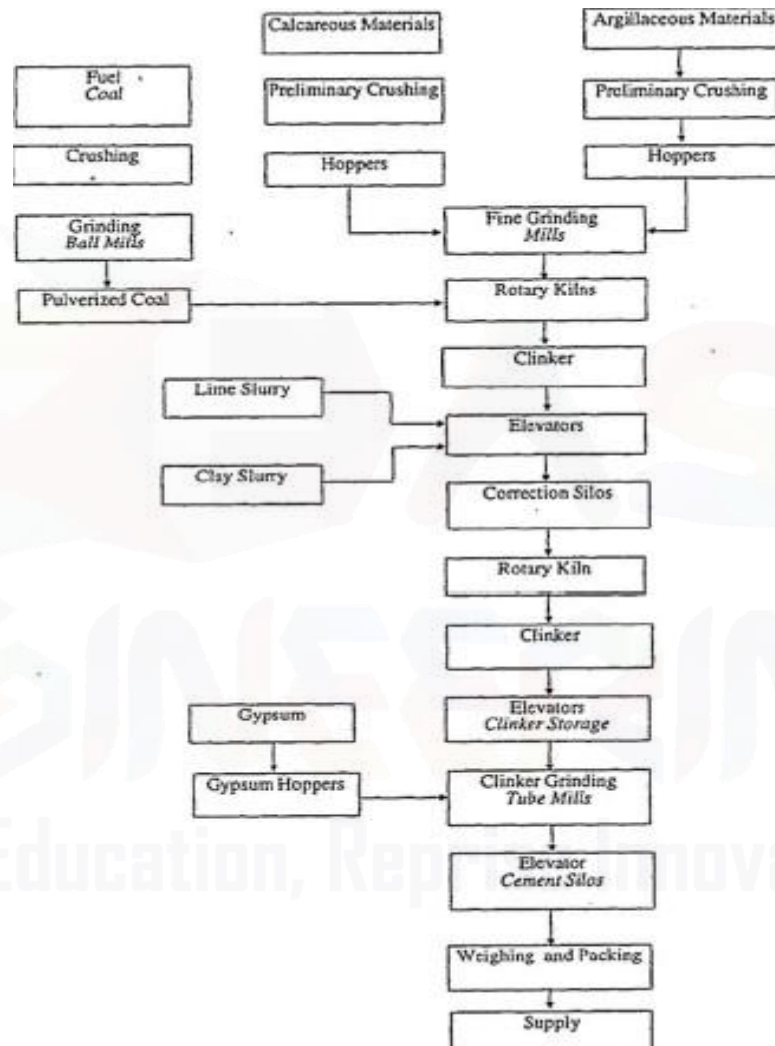 Calcareous Materials
Argillaceous Materials
Fuel
Coal
Preliminary Crushing
Preliminary Crushing
Crushing
Hoppers
Hoppers
Grinding
Ball Mills
Fine Grinding
Mills
Pulverized Coal
Rotary Kilns
Clinker
Lime Slurry
Elevators
Clay Slurry
Correction Silos
Rotary Kiln
Clinker
Elevators
Clinker Storage
Gypsum
Gypsum Hoppers
Clinker Grinding
Tube Mills
Elevator
Cement Silos
Weighing and Packing
Supply